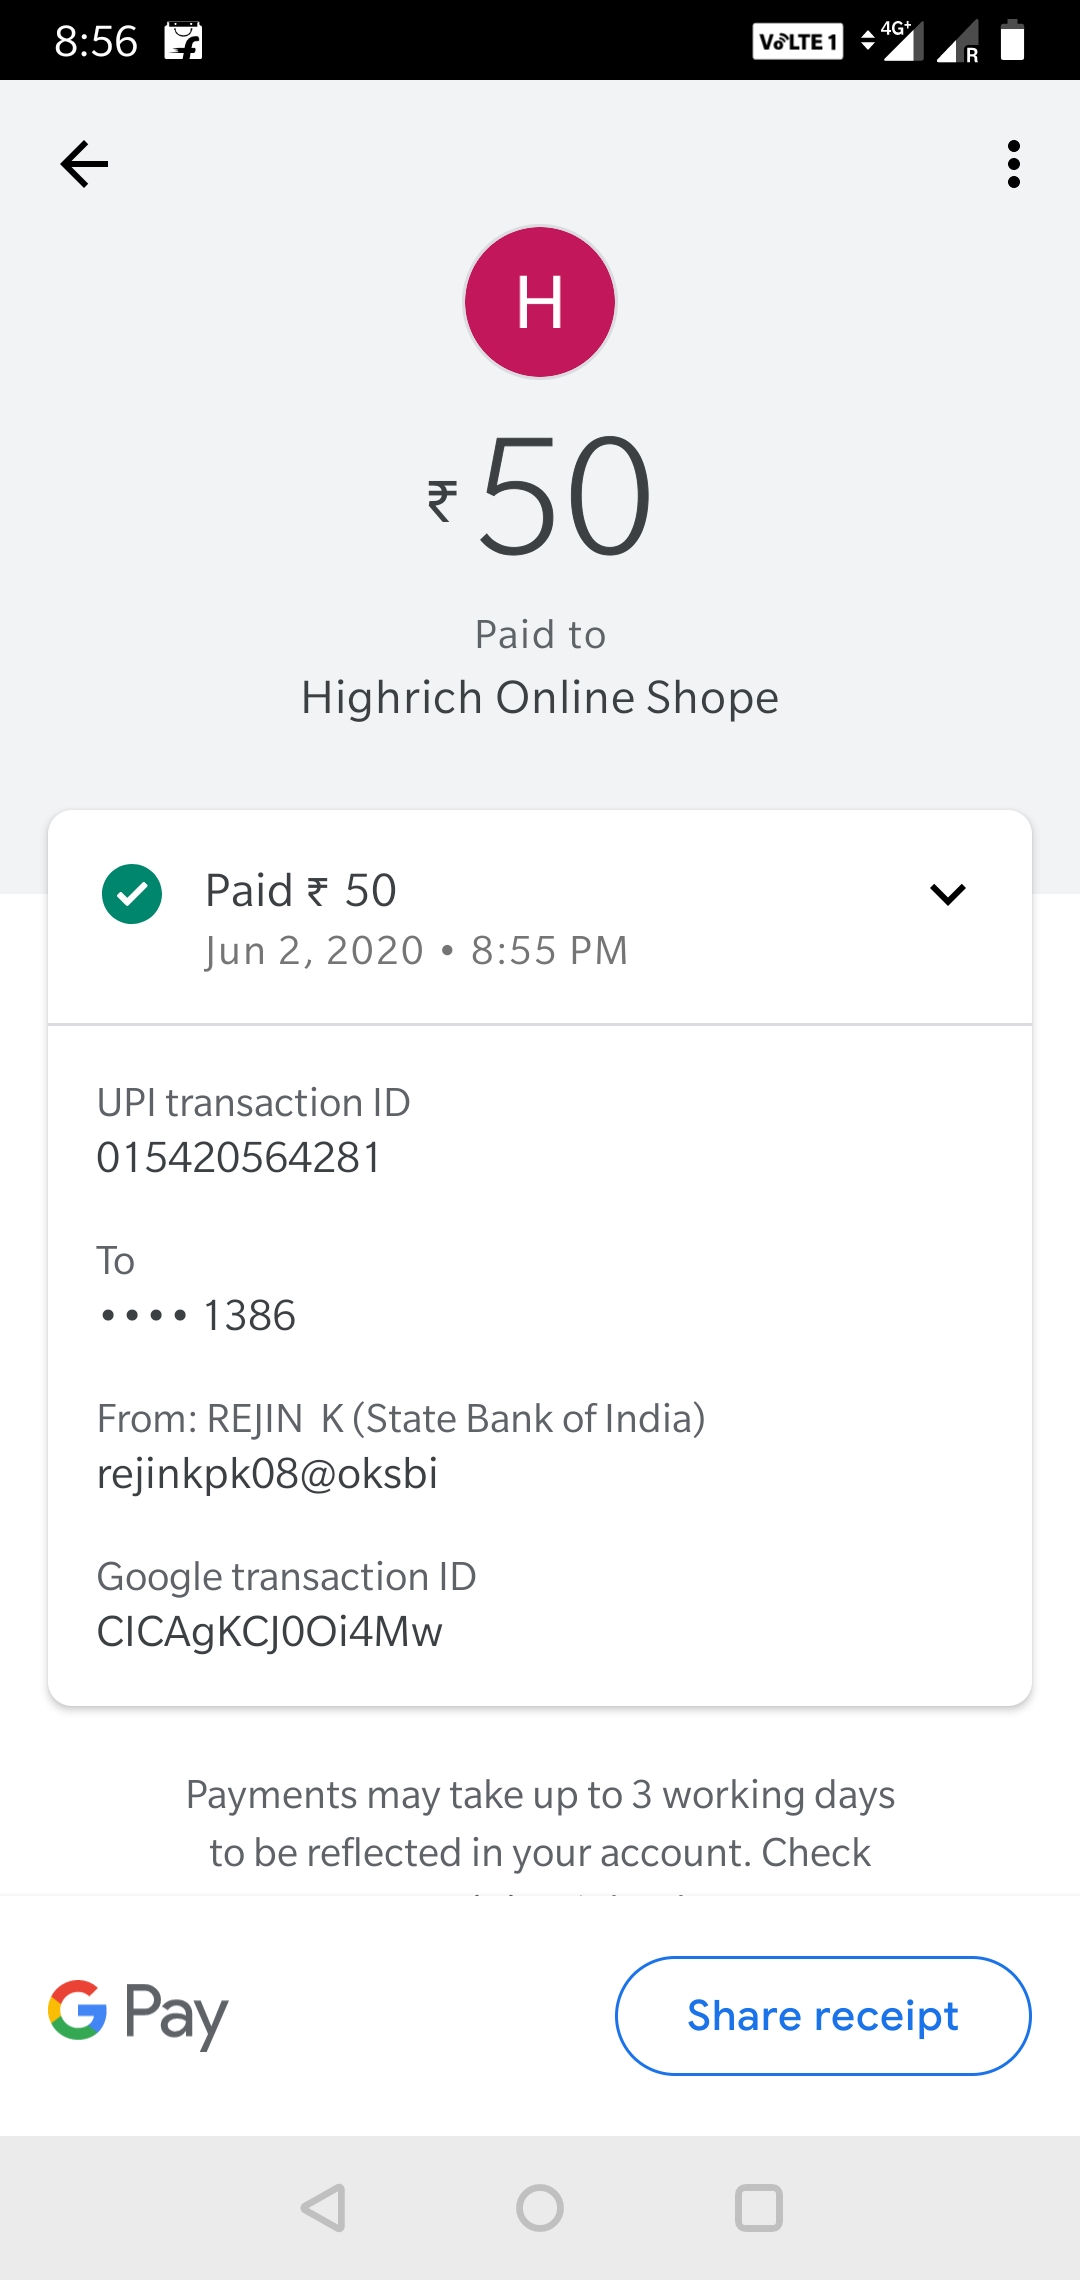 8:56
VoLTE 1 4G+ R
H
₹50
Paid to
Highrich Online Shope
Paid ₹ 50
Jun 2, 2020 • 8:55 PM
UPI transaction ID
015420564281
To
•••• 1386
From: REJIN  K (State Bank of India)
rejinkpk08@oksbi
Google transaction ID
CICAgKCJ0Oi4Mw
Payments may take up to 3 working days
to be reflected in your account. Check
G Pay
Share receipt